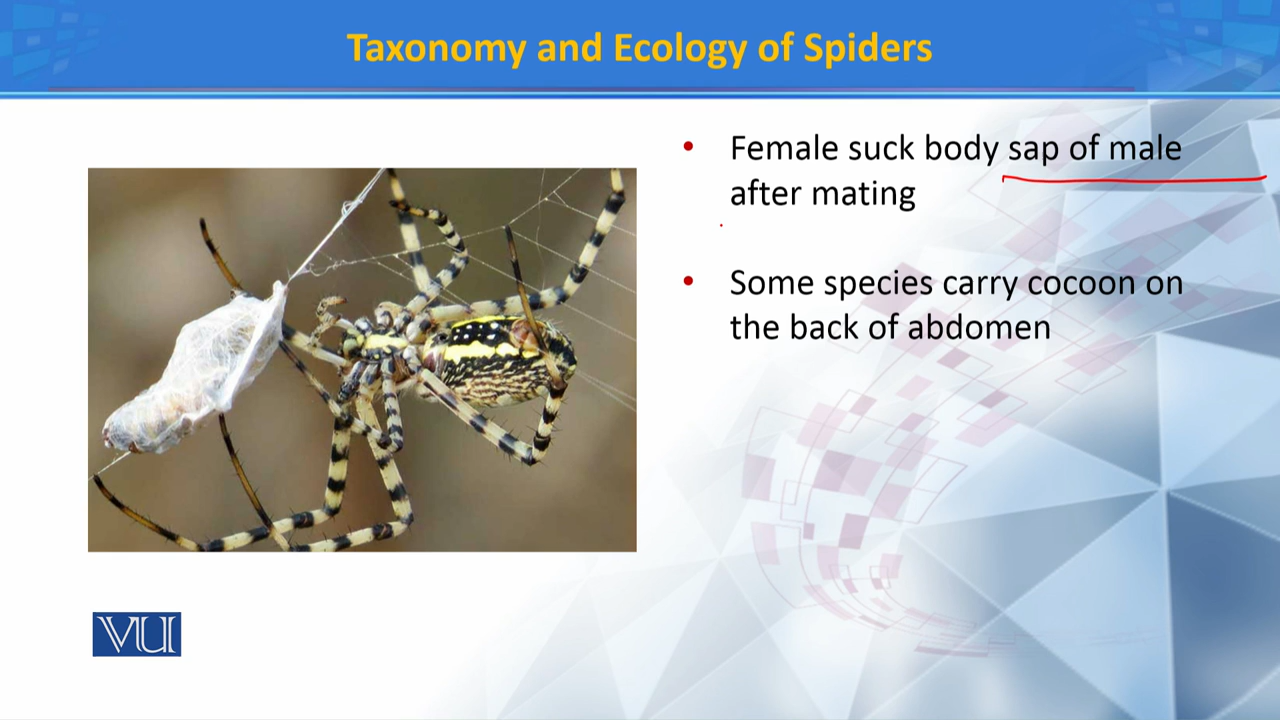 Taxonomy and Ecology of Spiders
• Female suck body sap of male
after mating
• Some species carry cocoon on
the back of abdomen
VU